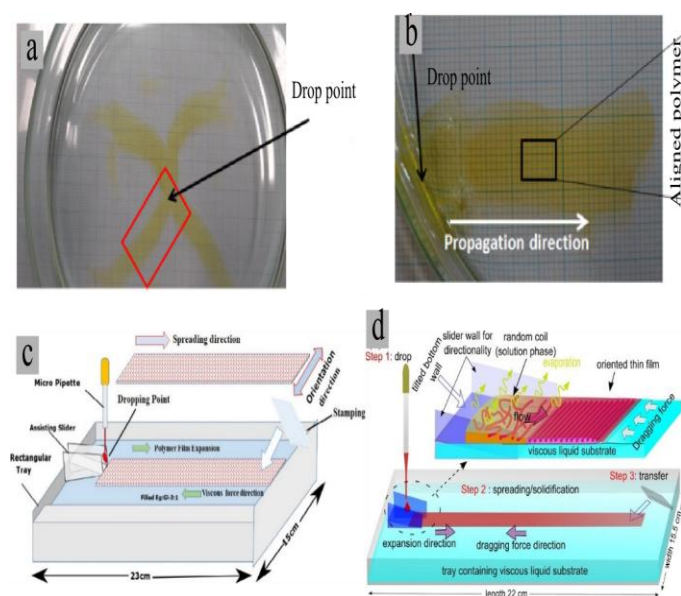 a
Drop point
b
Drop point
Aligned polymer
Propagation direction
c
Spreading direction
Orientation direction
Micro Pipette
Dropping Point
Stamping
Assisting Slider
Polymer Film Expansion
Rectangular Tray
Viscous force direction
15cm
23cm
d
Step 1: drop
slider wall for directionality
tilted bottom wall
random coil (solution phase)
evaporation
oriented thin film
flow
Dragging force
viscous liquid substrate
Step 2 : spreading/solidification
Step 3: transfer
expansion direction
dragging force direction
width 15.5 cm
tray containing viscous liquid substrate
length 22 cm